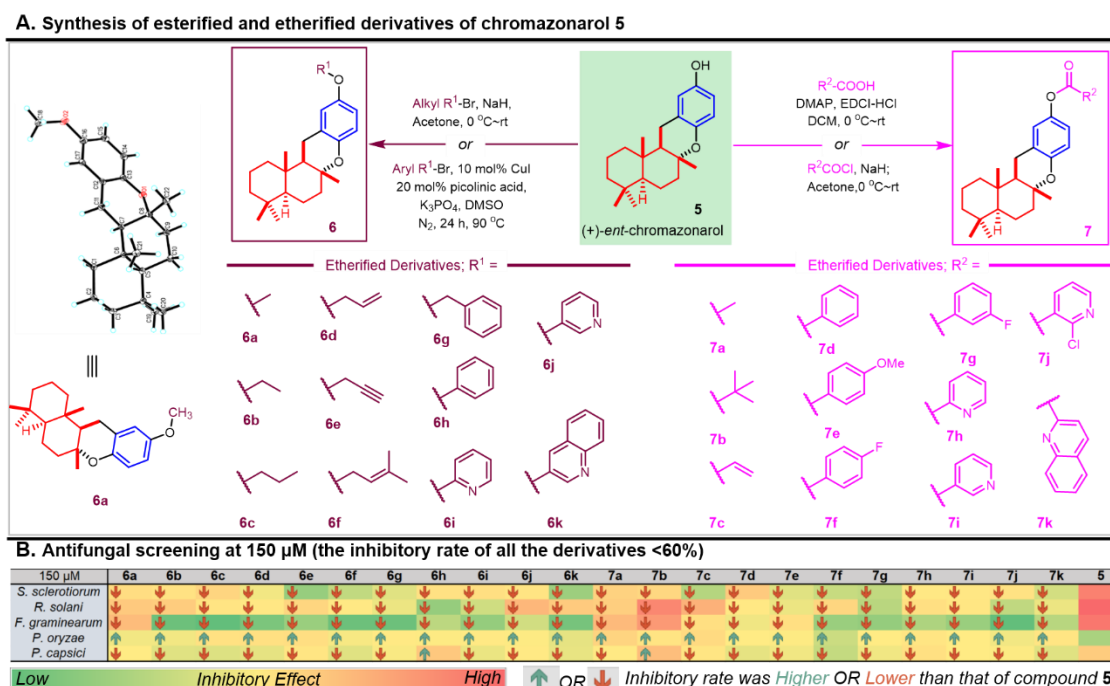 A. Synthesis of esterified and etherified derivatives of chromazonarol 5
R¹
O
O
6
Alkyl R¹-Br, NaH,
Acetone, 0 °C~rt
or
Aryl R¹-Br, 10 mol% CuI
20 mol% picolinic acid,
K₃PO₄, DMSO
N₂, 24 h, 90 °C
OH
O
H
5
(+)-ent-chromazonarol
R²-COOH
DMAP, EDCI-HCl
DCM, 0 °C~rt
or
R²COCl, NaH;
Acetone,0 °C~rt
O
O
R²
O
H
7
H
CH₃
O
O
H
6a
Etherified Derivatives; R¹ =
6a
6d
6g
N
6j
6b
6e
6h
6c
6f
N
6i
N
6k
Etherified Derivatives; R² =
7a
7d
F
7g
N
Cl
7j
7b
OMe
7e
N
7h
7c
F
7f
N
7i
N
7k
B. Antifungal screening at 150 µM (the inhibitory rate of all the derivatives <60%)
150 µM 6a 6b 6c 6d 6e 6f 6g 6h 6i 6j 6k 7a 7b 7c 7d 7e 7f 7g 7h 7i 7j 7k 5
S. sclerotiorum
R. solani
F. graminearum
P. oryzae
P. capsici
Low Inhibitory Effect High
OR Inhibitory rate was Higher OR Lower than that of compound 5